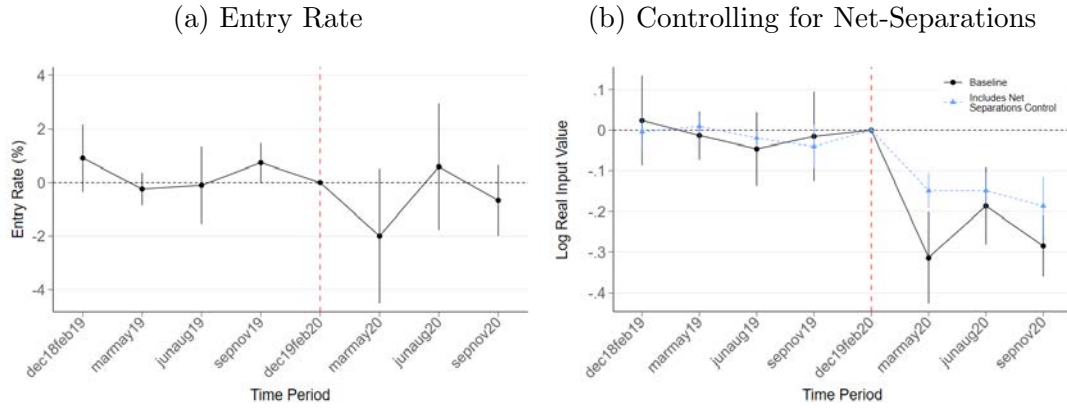 (a) Entry Rate
4
2
0
-2
-4
Entry Rate (%)
dec18feb19
marmay19
junaug19
sepnov19
dec19feb20
marmay20
junaug20
sepnov20
Time Period
(b) Controlling for Net-Separations
Baseline
Includes Net
Separations Control
.1
0
-.1
-.2
-.3
-.4
Log Real Input Value
dec18feb19
marmay19
junaug19
sepnov19
dec19feb20
marmay20
junaug20
sepnov20
Time Period